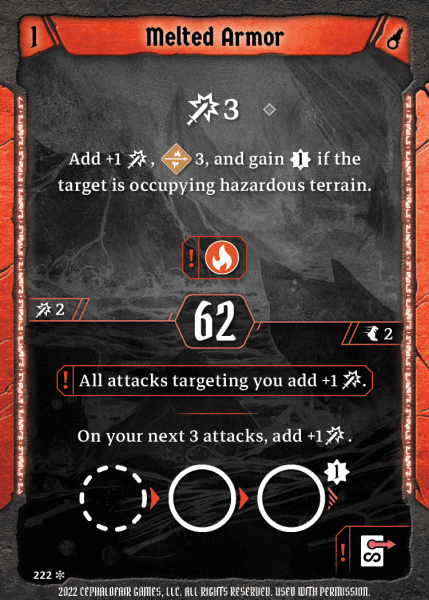 1 Melted Armor
3
Add +1 , 3, and gain 1 if the
target is occupying hazardous terrain.
!
2
62
2
! All attacks targeting you add +1 .
On your next 3 attacks, add +1 .
1
!
222
2022 CEPHALOFAIR GAMES, LLC. ALL RIGHTS RESERVED. USED WITH PERMISSION.